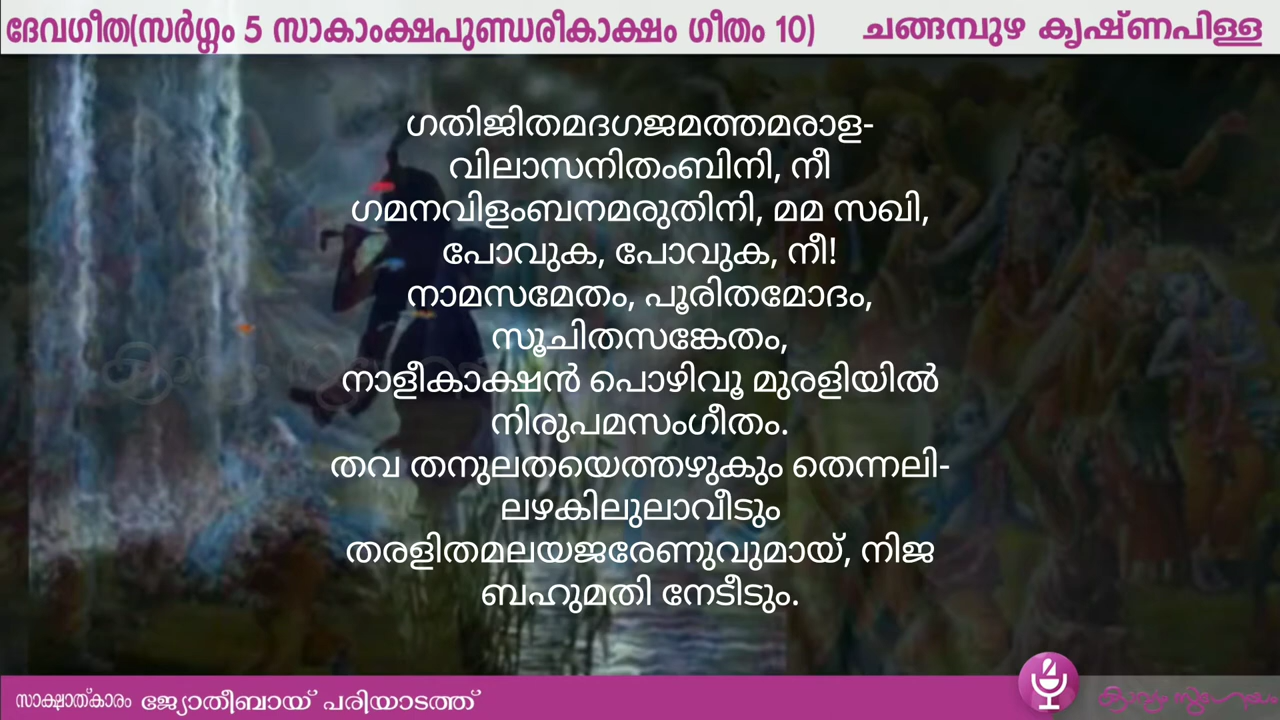 ദേവഗീത(സർഗ്ഗം 5 സാകാംക്ഷപുണ്ഡരീകാക്ഷം ഗീതം 10) ചങ്ങമ്പുഴ കൃഷ്ണപിള്ള
ഗതിജിതമദഗജമത്തമരാള-
വിലാസനിതംബിനി, നീ
ഗമനവിളംബനമരുതിനി, മമ സഖി,
പോവുക, പോവുക, നീ!
നാമസമേതം, പൂരിതമോദം,
സൂചിതസങ്കേതം,
നാളീകാക്ഷൻ പൊഴിവൂ മുരളിയിൽ
നിരുപമസംഗീതം.
തവ തനുലതയെത്തഴുകും തെന്നലി-
ലഴകിലുലാവീടും
തരളിതമലയജരേണുവുമായ്, നിജ
ബഹുമതി നേടീടും.
സാക്ഷാത്കാരം ജ്യോതീബായ് പരിയാടത്ത്